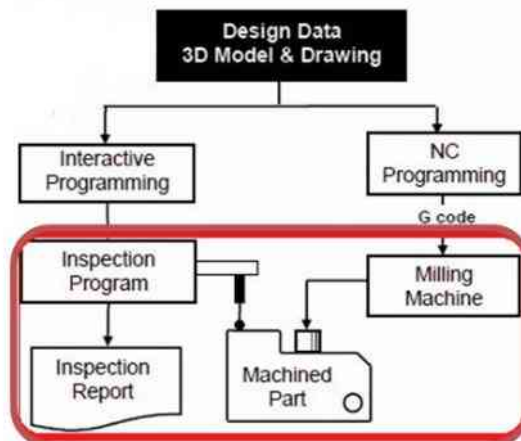 Design Data
3D Model & Drawing
Interactive
Programming
NC
Programming
G code
Inspection
Program
Milling
Machine
Inspection
Report
Machined
Part